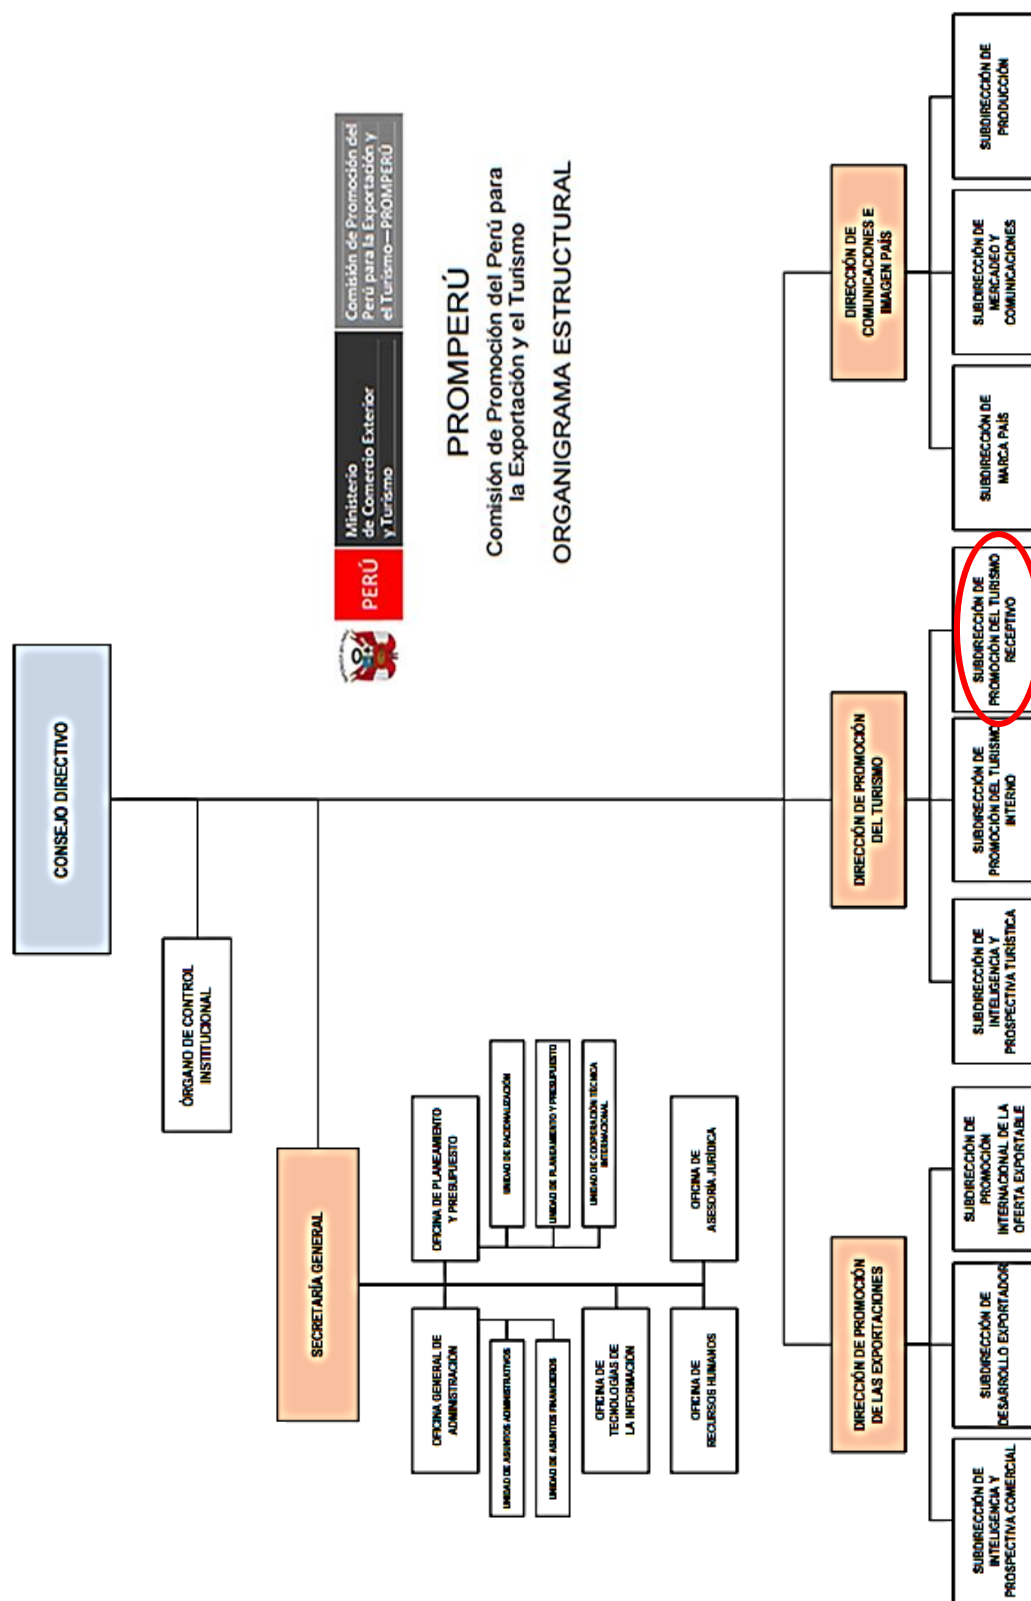 CONSEJO DIRECTIVO
ÓRGANO DE CONTROL
INSTITUCIONAL
PERÚ
Ministerio
de Comercio Exterior
y Turismo
Comisión de Promoción del
Perú para la Exportación y
el Turismo—PROMPERÚ
PROMPERÚ
Comisión de Promoción del Perú para
la Exportación y el Turismo
ORGANIGRAMA ESTRUCTURAL
SECRETARÍA GENERAL
OFICINA GENERAL DE
ADMINISTRACIÓN
UNIDAD DE ASUNTOS ADMINISTRATIVOS
UNIDAD DE ASUNTOS FINANCIEROS
OFICINA DE PLANEAMIENTO
Y PRESUPUESTO
UNIDAD DE RACIONALIZACIÓN
UNIDAD DE PLANEAMIENTO Y PRESUPUESTO
UNIDAD DE COOPERACIÓN TÉCNICA
INTERNACIONAL
OFICINA DE
TECNOLOGÍAS DE
LA INFORMACIÓN
OFICINA DE
RECURSOS HUMANOS
OFICINA DE
ASESORÍA JURÍDICA
DIRECCIÓN DE PROMOCIÓN
DE LAS EXPORTACIONES
DIRECCIÓN DE PROMOCIÓN
DEL TURISMO
DIRECCIÓN DE
COMUNICACIONES E
IMAGEN PAÍS
SUBDIRECCIÓN DE
INTELIGENCIA Y
PROSPECTIVA COMERCIAL
SUBDIRECCIÓN DE
DESARROLLO EXPORTADOR
SUBDIRECCIÓN DE
PROMOCIÓN
INTERNACIONAL DE LA
OFERTA EXPORTABLE
SUBDIRECCIÓN DE
INTELIGENCIA Y
PROSPECTIVA TURÍSTICA
SUBDIRECCIÓN DE
PROMOCIÓN DEL TURISMO
INTERNO
SUBDIRECCIÓN DE
PROMOCIÓN DEL TURISMO
RECEPTIVO
SUBDIRECCIÓN DE
MARCA PAÍS
SUBDIRECCIÓN DE
MERCADEO Y
COMUNICACIONES
SUBDIRECCIÓN DE
PRODUCCIÓN